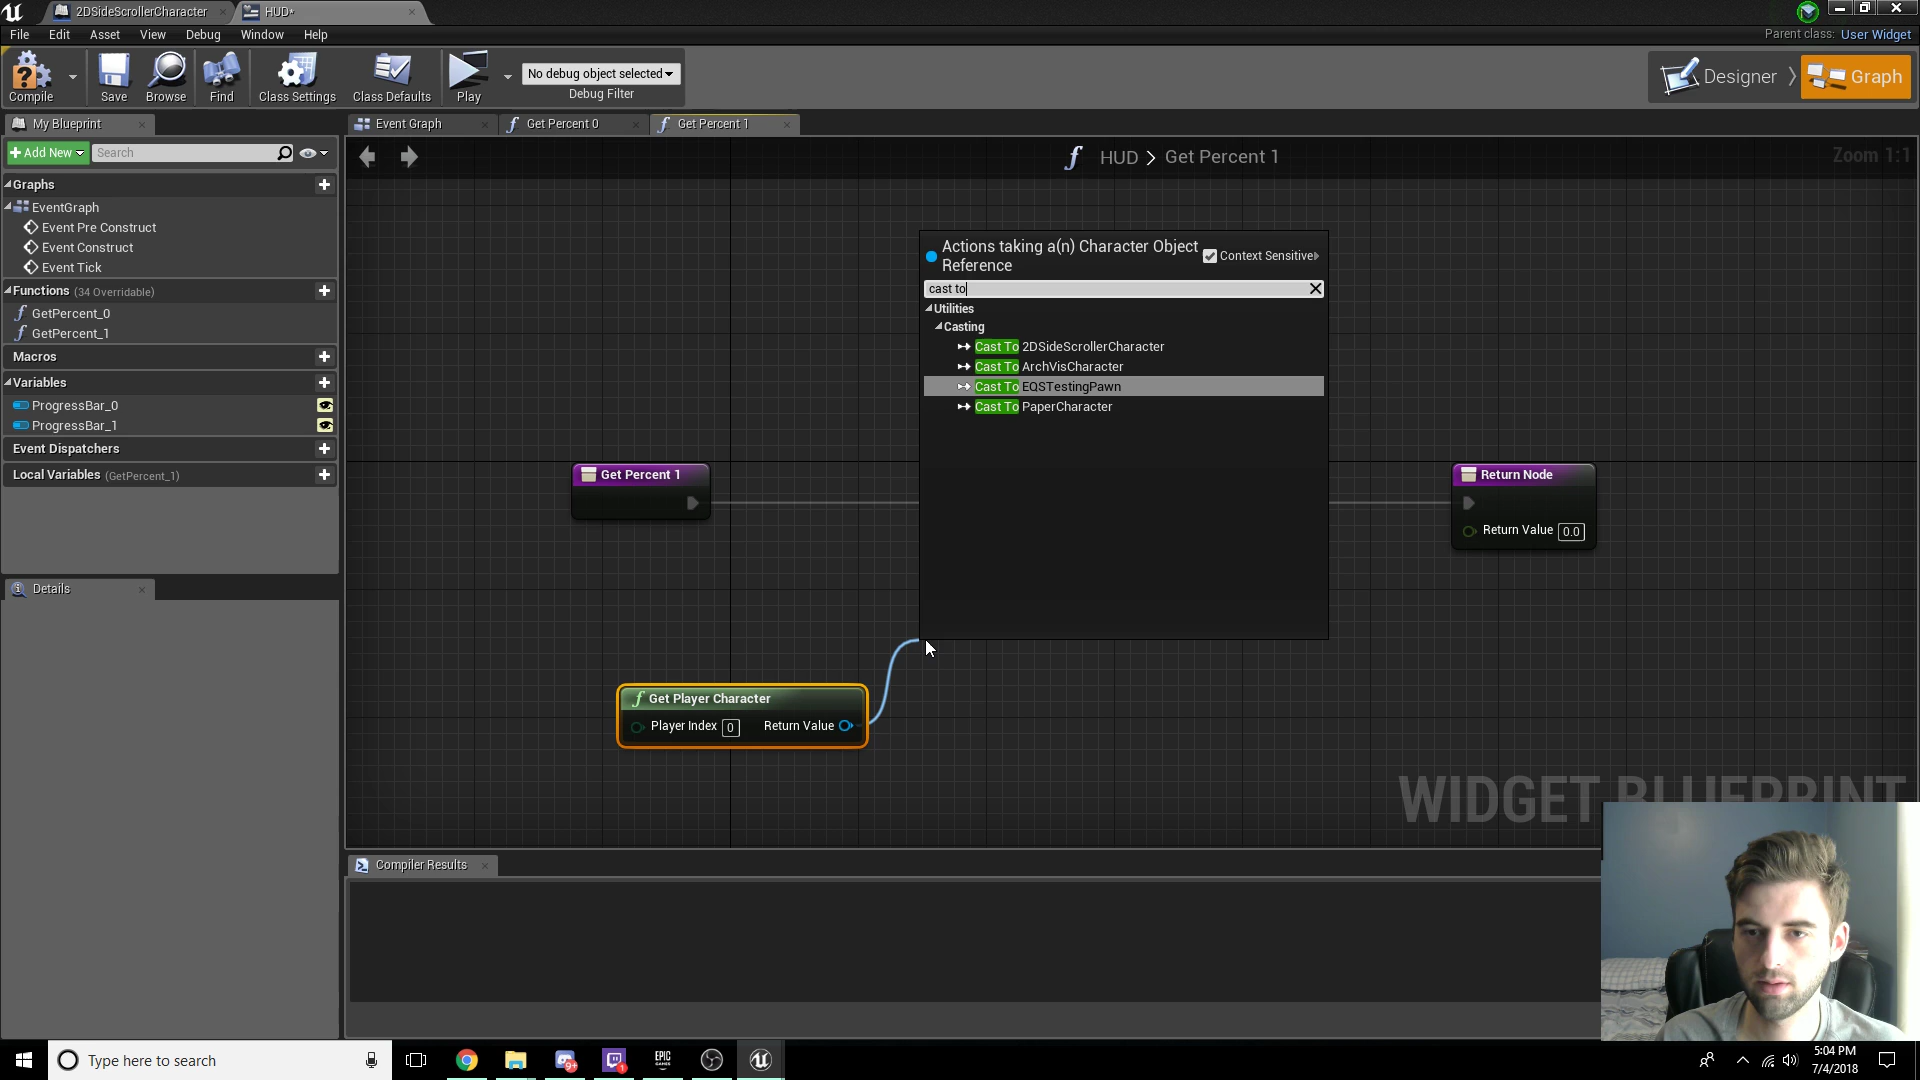 2DSideScrollerCharacter
HUD*
File Edit Asset View Debug Window Help
Parent class: User Widget
Compile
Save
Browse
Find
Class Settings
Class Defaults
Play
No debug object selected
Debug Filter
Designer
Graph
My Blueprint
Event Graph
Get Percent 0
Get Percent 1
Add New
Search
HUD > Get Percent 1
Zoom 1:1
Graphs
EventGraph
Event Pre Construct
Event Construct
Event Tick
Functions (34 Overridable)
GetPercent_0
GetPercent_1
Macros
Variables
ProgressBar_0
ProgressBar_1
Event Dispatchers
Local Variables (GetPercent_1)
Details
Actions taking a(n) Character Object
Reference
Context Sensitive
cast to
Utilities
Casting
Cast To 2DSideScrollerCharacter
Cast To ArchVisCharacter
Cast To EQSTestingPawn
Cast To PaperCharacter
Get Percent 1
Return Node
Return Value 0.0
Get Player Character
Player Index 0 Return Value
WIDGET BLUEPRINT
Compiler Results
Type here to search
EPIC
GAMES
5:04 PM
7/4/2018